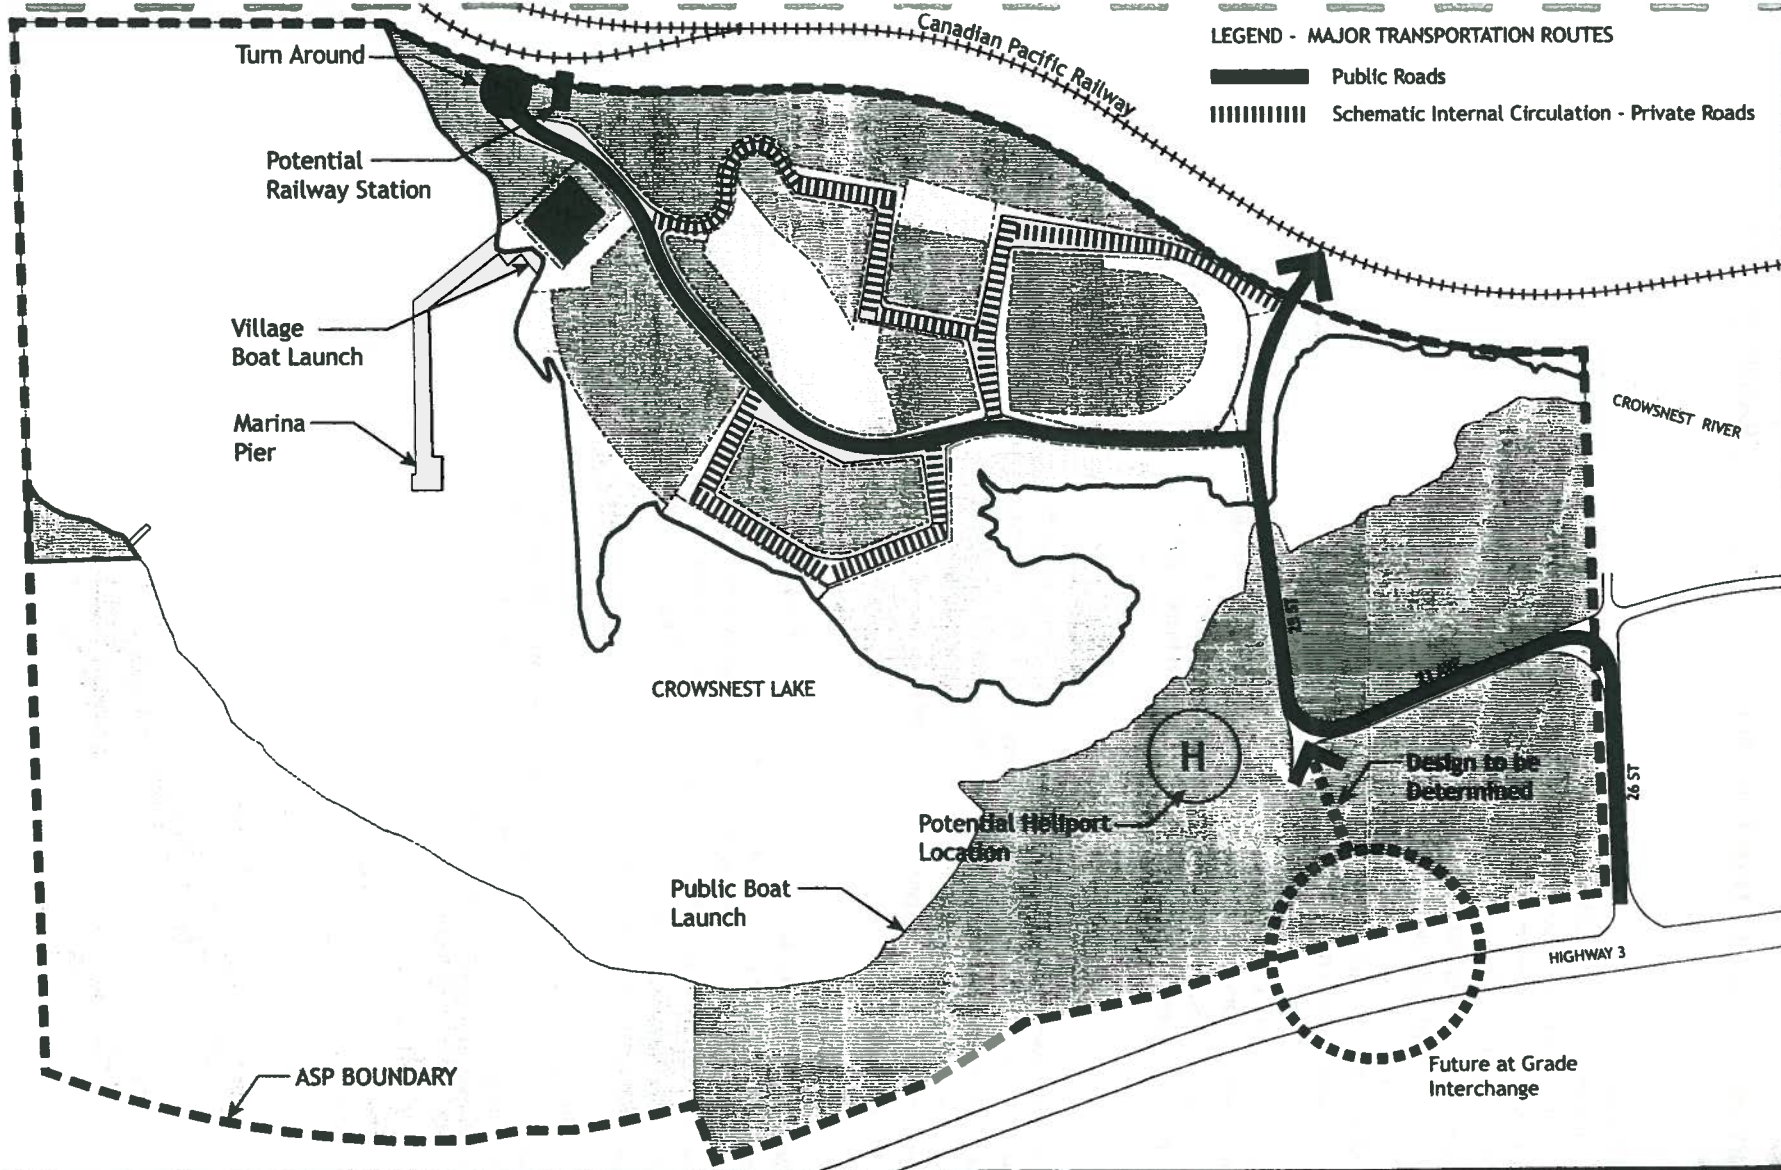 Canadian Pacific Railway
LEGEND - MAJOR TRANSPORTATION ROUTES
Public Roads
Schematic Internal Circulation - Private Roads
Turn Around
Potential
Railway Station
Village
Boat Launch
Marina
Pier
CROWSNEST RIVER
CROWSNEST LAKE
H
Design to be
Determined
26 ST
Potential Heliport
Location
Public Boat
Launch
HIGHWAY 3
Future at Grade
Interchange
ASP BOUNDARY